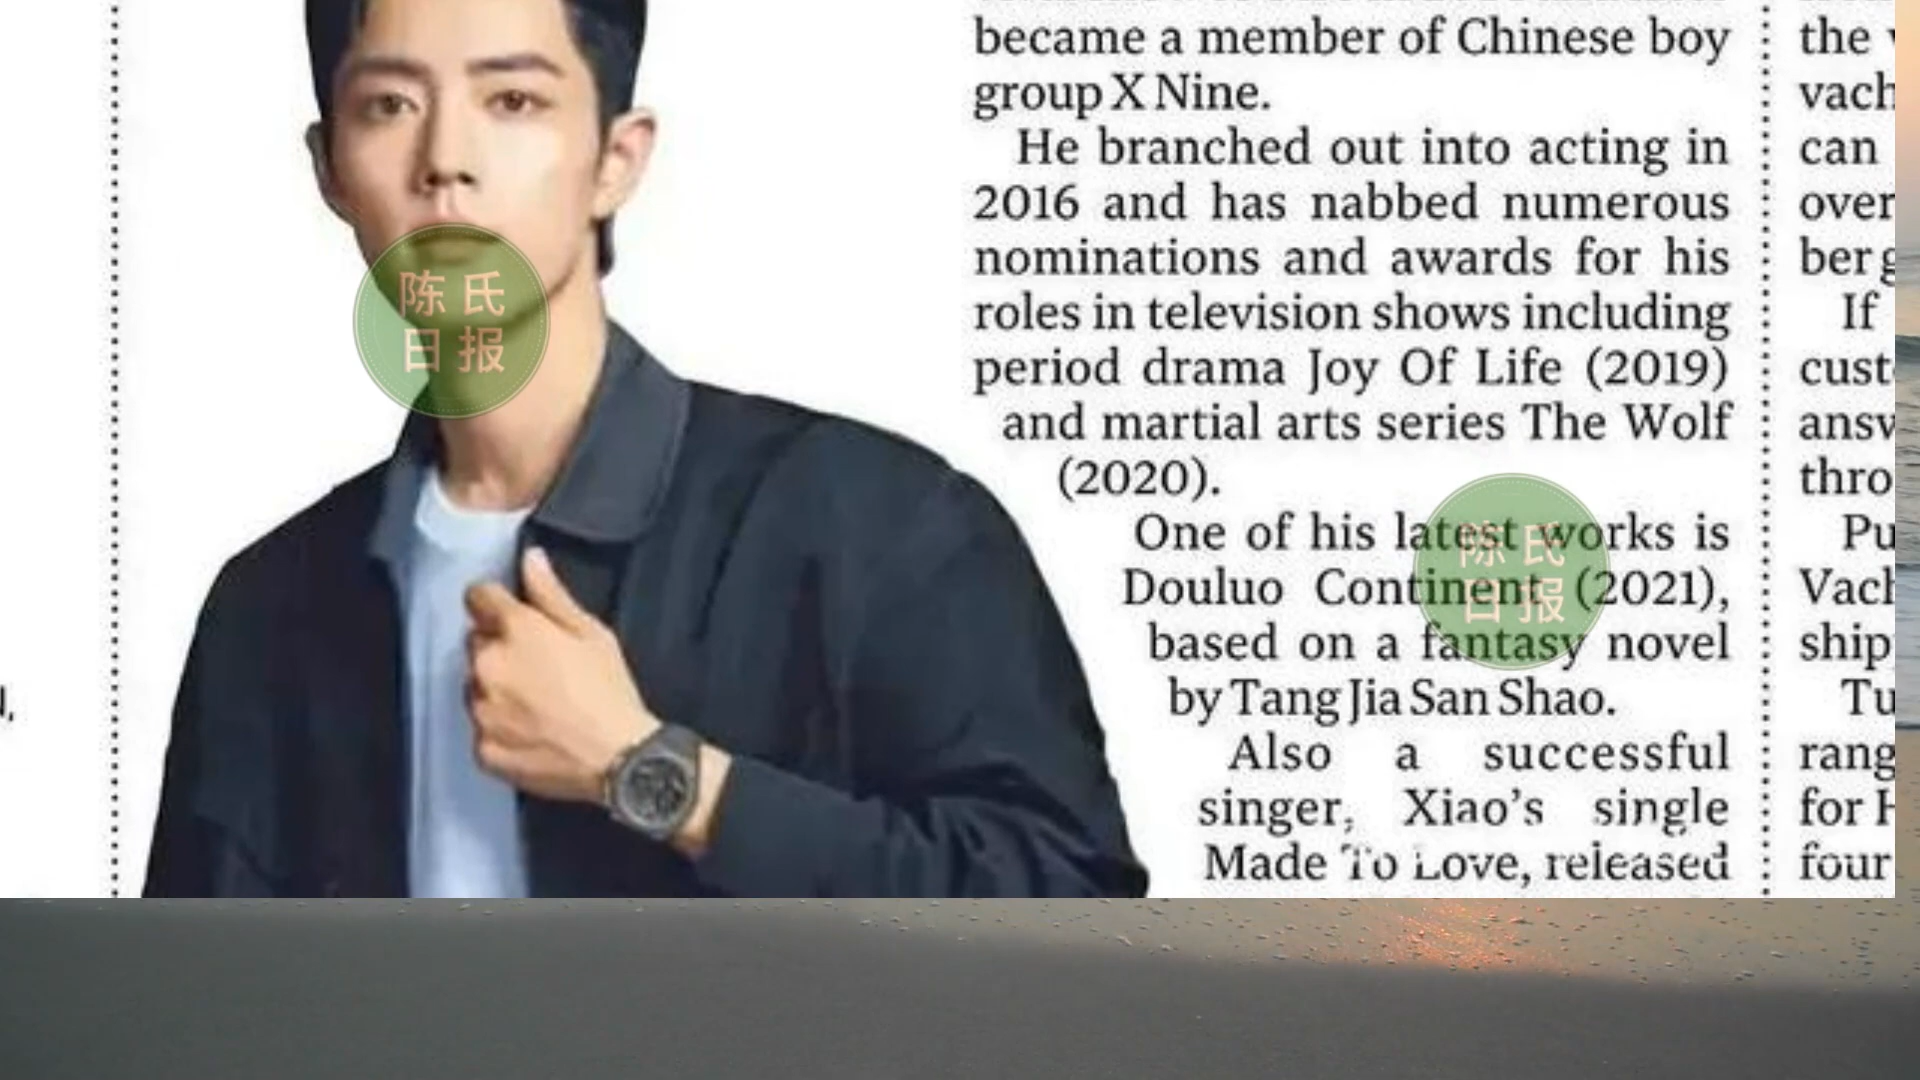 became a member of Chinese boy
group X Nine.
He branched out into acting in
2016 and has nabbed numerous
nominations and awards for his
roles in television shows including
period drama Joy Of Life (2019)
and martial arts series The Wolf
(2020).
One of his latest works is
Douluo Continent (2021),
based on a fantasy novel
by Tang Jia San Shao.
Also a successful
singer, Xiao’s single
Made To Love, released
陈氏
日报
陈氏
日报
the
vach
can
over
ber g
If
cust
answ
thro
Pu
Vach
ship
Tu
rang
for H
four